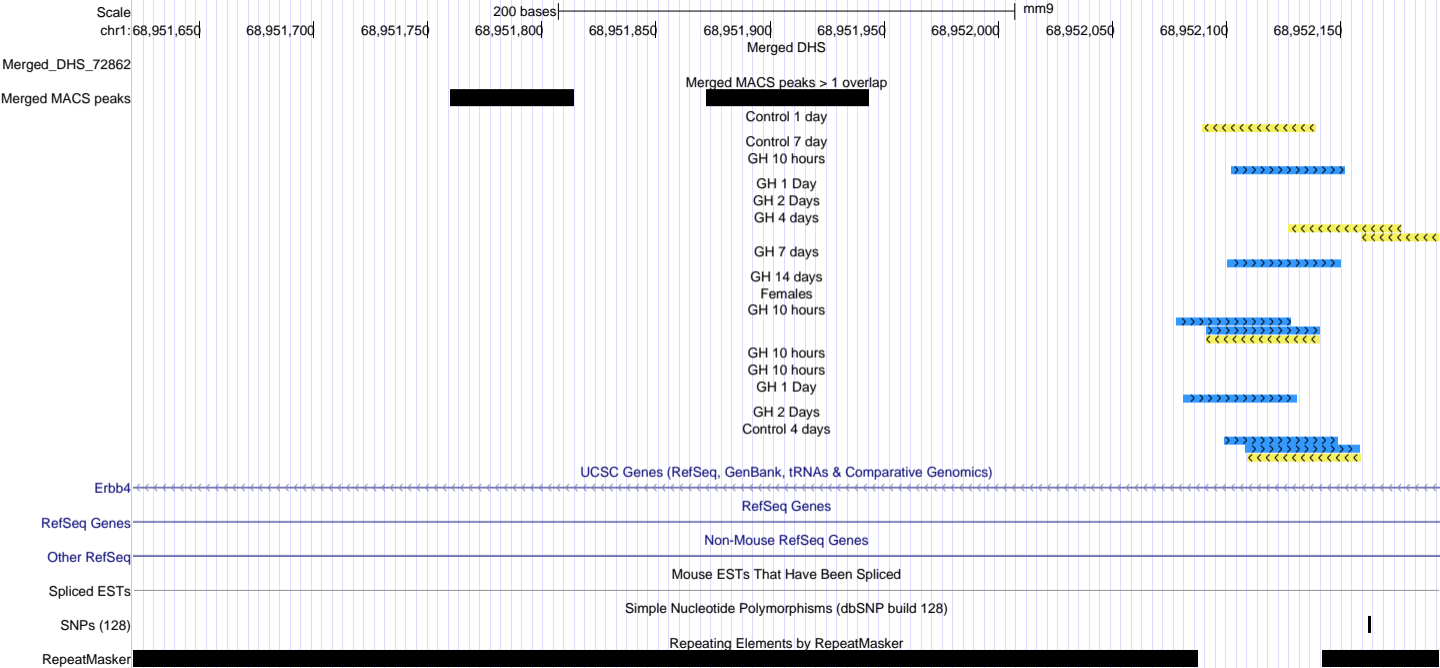 Scale 200 bases mm9
chr1: 68,951,650 68,951,700 68,951,750 68,951,800 68,951,850 68,951,900 68,951,950 68,952,000 68,952,050 68,952,100 68,952,150
Merged DHS
Merged_DHS_72862
Merged MACS peaks > 1 overlap
Merged MACS peaks
Control 1 day
Control 7 day
GH 10 hours
GH 1 Day
GH 2 Days
GH 4 days
GH 7 days
GH 14 days
Females
GH 10 hours
GH 10 hours
GH 10 hours
GH 1 Day
GH 2 Days
Control 4 days
UCSC Genes (RefSeq, GenBank, tRNAs & Comparative Genomics)
Erbb4
RefSeq Genes
RefSeq Genes
Non-Mouse RefSeq Genes
Other RefSeq
Mouse ESTs That Have Been Spliced
Spliced ESTs
Simple Nucleotide Polymorphisms (dbSNP build 128)
SNPs (128)
Repeating Elements by RepeatMasker
RepeatMasker